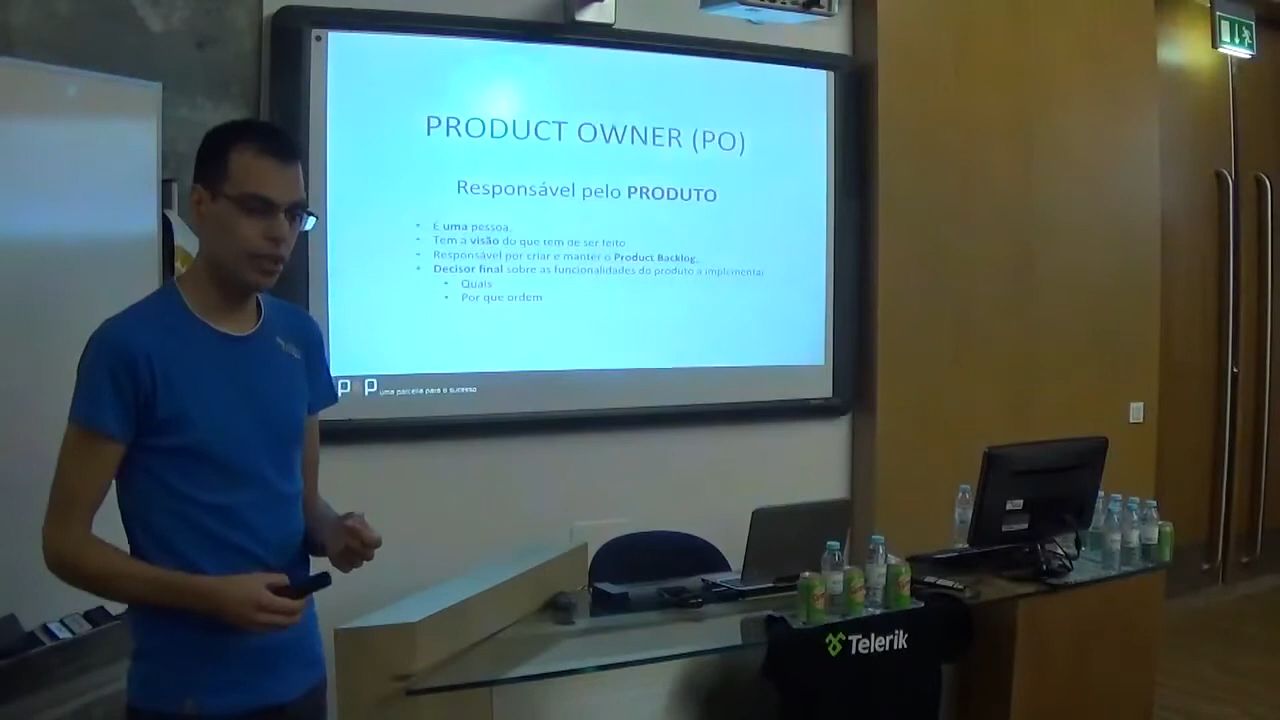 PRODUCT OWNER (PO)
Responsável pelo PRODUTO
• É uma pessoa.
• Tem a visão do que tem de ser feito
• Responsável por criar e manter o Product Backlog.
• Decisor final sobre as funcionalidades do produto a implementar
• Quais
• Por que ordem
uma parceria para o sucesso
Telerik